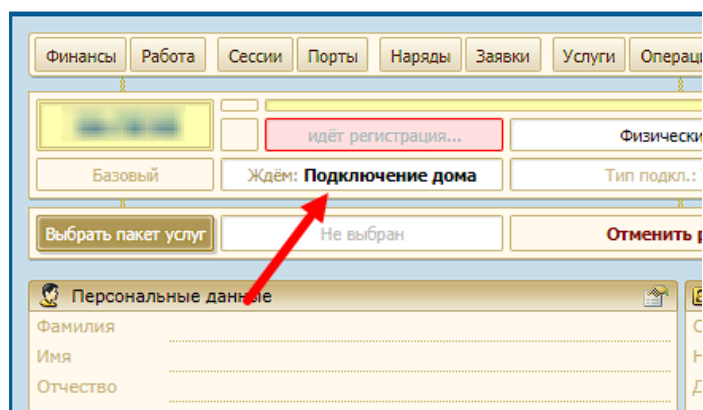 Финансы Работа Сессии Порты Наряды Заявки Услуги
идёт регистрация...
Базовый Ждём: Подключение дома Тип подкл.:
Выбрать пакет услуг Не выбран Отменить
Персональные данные
Фамилия
Имя
Отчество